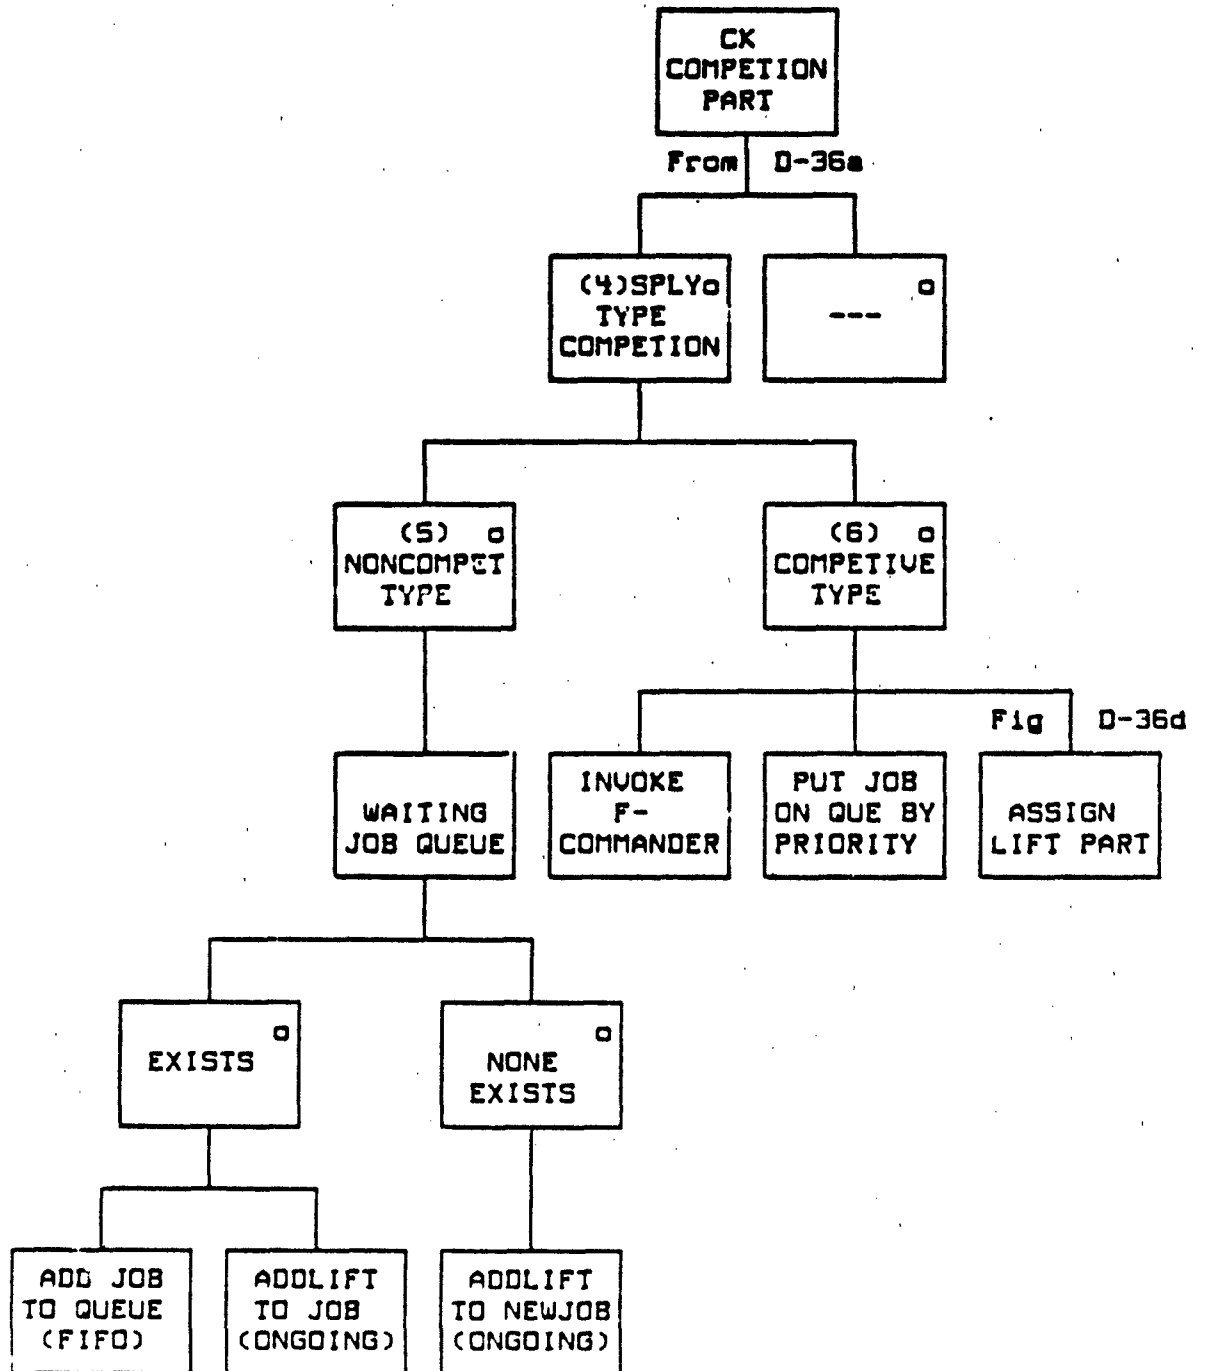 CX
COMPETION
PART
From D-36a
(4)SPLYo
TYPE
COMPETION
o
---
(5) o
NONCOMPET
TYPE
(6) o
COMPETIVE
TYPE
Fig D-36d
WAITING
JOB QUEUE
INVOKE
F-
COMMANDER
PUT JOB
ON QUE BY
PRIORITY
ASSIGN
LIFT PART
o
EXISTS
o
NONE
EXISTS
ADD JOB
TO QUEUE
(FIFO)
ADDLIFT
TO JOB
(ONGOING)
ADDLIFT
TO NEWJOB
(ONGOING)